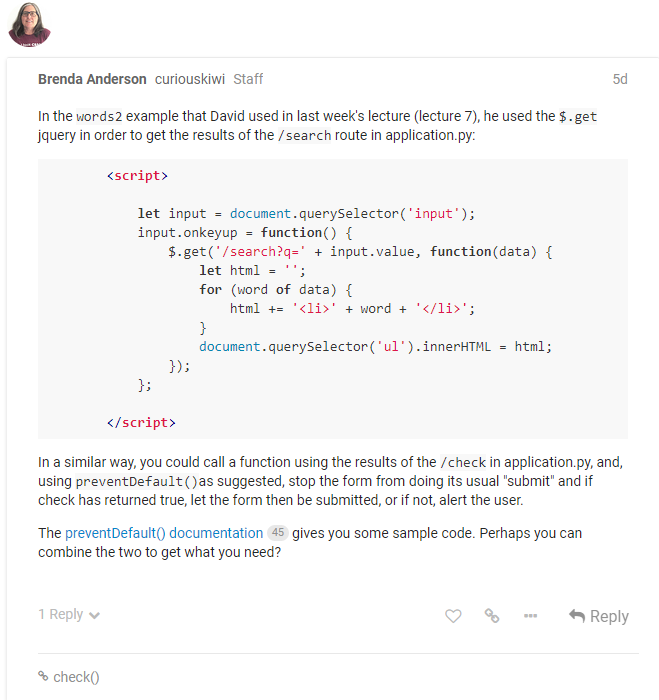 Brenda Anderson curiouskiwi Staff 5d
In the words2 example that David used in last week's lecture (lecture 7), he used the $.get
jquery in order to get the results of the /search route in application.py:
<script>
let input = document.querySelector('input');
input.onkeyup = function() {
$.get('/search?q=' + input.value, function(data) {
let html = '';
for (word of data) {
html += '<li>' + word + '</li>';
}
document.querySelector('ul').innerHTML = html;
});
};
</script>
In a similar way, you could call a function using the results of the /check in application.py, and,
using preventDefault()as suggested, stop the form from doing its usual "submit" and if
check has returned true, let the form then be submitted, or if not, alert the user.
The preventDefault() documentation 45 gives you some sample code. Perhaps you can
combine the two to get what you need?
1 Reply Reply
check()